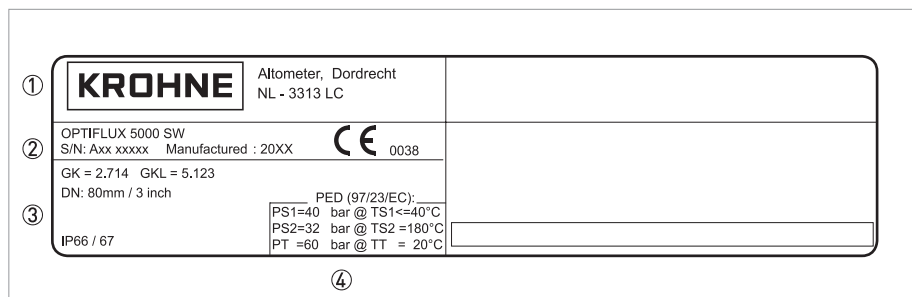 ① KROHNE Altometer, Dordrecht
NL - 3313 LC
② OPTIFLUX 5000 SW
S/N: Axx xxxxx Manufactured : 20XX CE 0038
GK = 2.714 GKL = 5.123
DN: 80mm / 3 inch
③
PED (97/23/EC):
PS1=40 bar @ TS1<=40°C
PS2=32 bar @ TS2 =180°C
IP66 / 67 PT =60 bar @ TT = 20°C
④